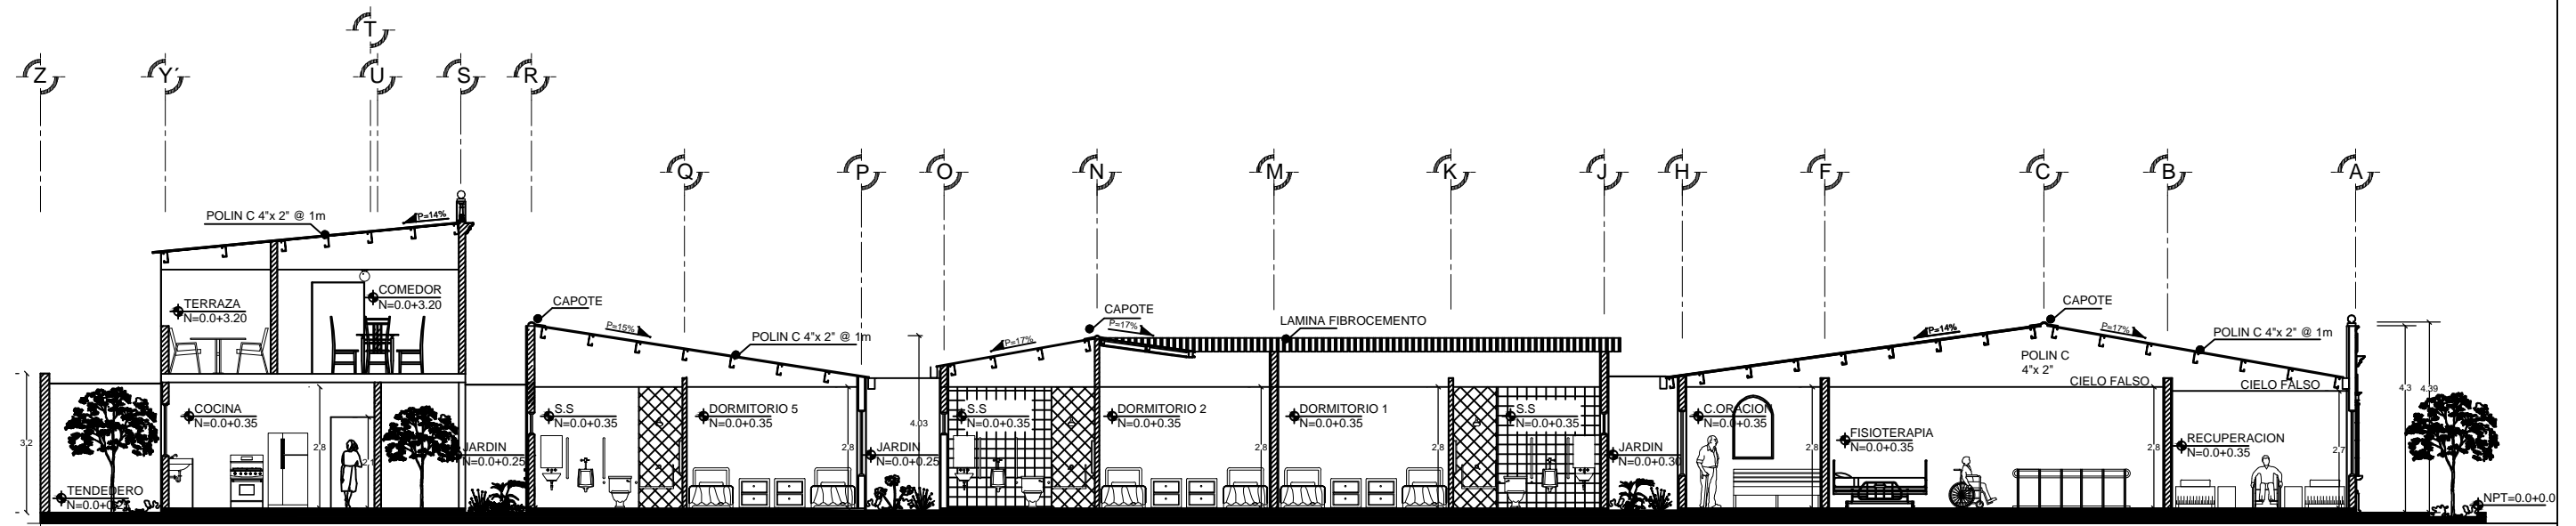 T
Z
Y´
U
S
R
Q
P
O
N
M
K
J
H
F
C
B
A
POLIN C 4"x 2" @ 1m
P=14%
TERRAZA
N=0.0+3.20
COMEDOR
N=0.0+3.20
CAPOTE
P=15%
POLIN C 4"x 2" @ 1m
P=17%
CAPOTE
P=17%
LAMINA FIBROCEMENTO
P=14%
CAPOTE
P=17%
POLIN C 4"x 2" @ 1m
POLIN C
4"x 2"
CIELO FALSO
CIELO FALSO
4,3
4,39
3,2
TENDEDERO
COCINA
N=0.0+0.35
2,8
2,1
JARDIN
N=0.0+0.25
S.S
N=0.0+0.35
DORMITORIO 5
N=0.0+0.35
2,8
JARDIN
N=0.0+0.25
4,03
S.S
N=0.0+0.35
DORMITORIO 2
N=0.0+0.35
2,8
DORMITORIO 1
N=0.0+0.35
2,8
S.S
N=0.0+0.35
JARDIN
N=0.0+0.30
C.ORACION
N=0.0+0.35
2,8
FISIOTERAPIA
N=0.0+0.35
2,8
RECUPERACION
N=0.0+0.35
2,7
NPT=0.0+0.0